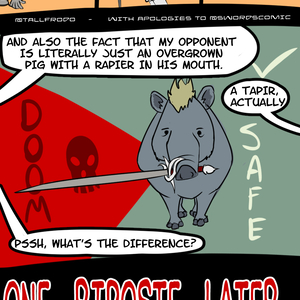 @TALLFRODO - WITH APOLOGIES TO @SWORDSCOMIC
AND ALSO THE FACT THAT MY OPPONENT
IS LITERALLY JUST AN OVERGROWN
PIG WITH A RAPIER IN HIS MOUTH.
A TAPIR,
ACTUALLY
DOOM
SAFE
PSSH, WHAT'S THE DIFFERENCE?
ONE RIPOSTE LATER